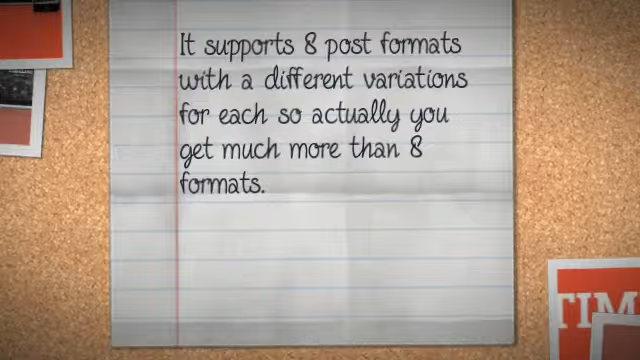 It supports 8 post formats
with a different variations
for each so actually you
get much more than 8
formats.
TIM